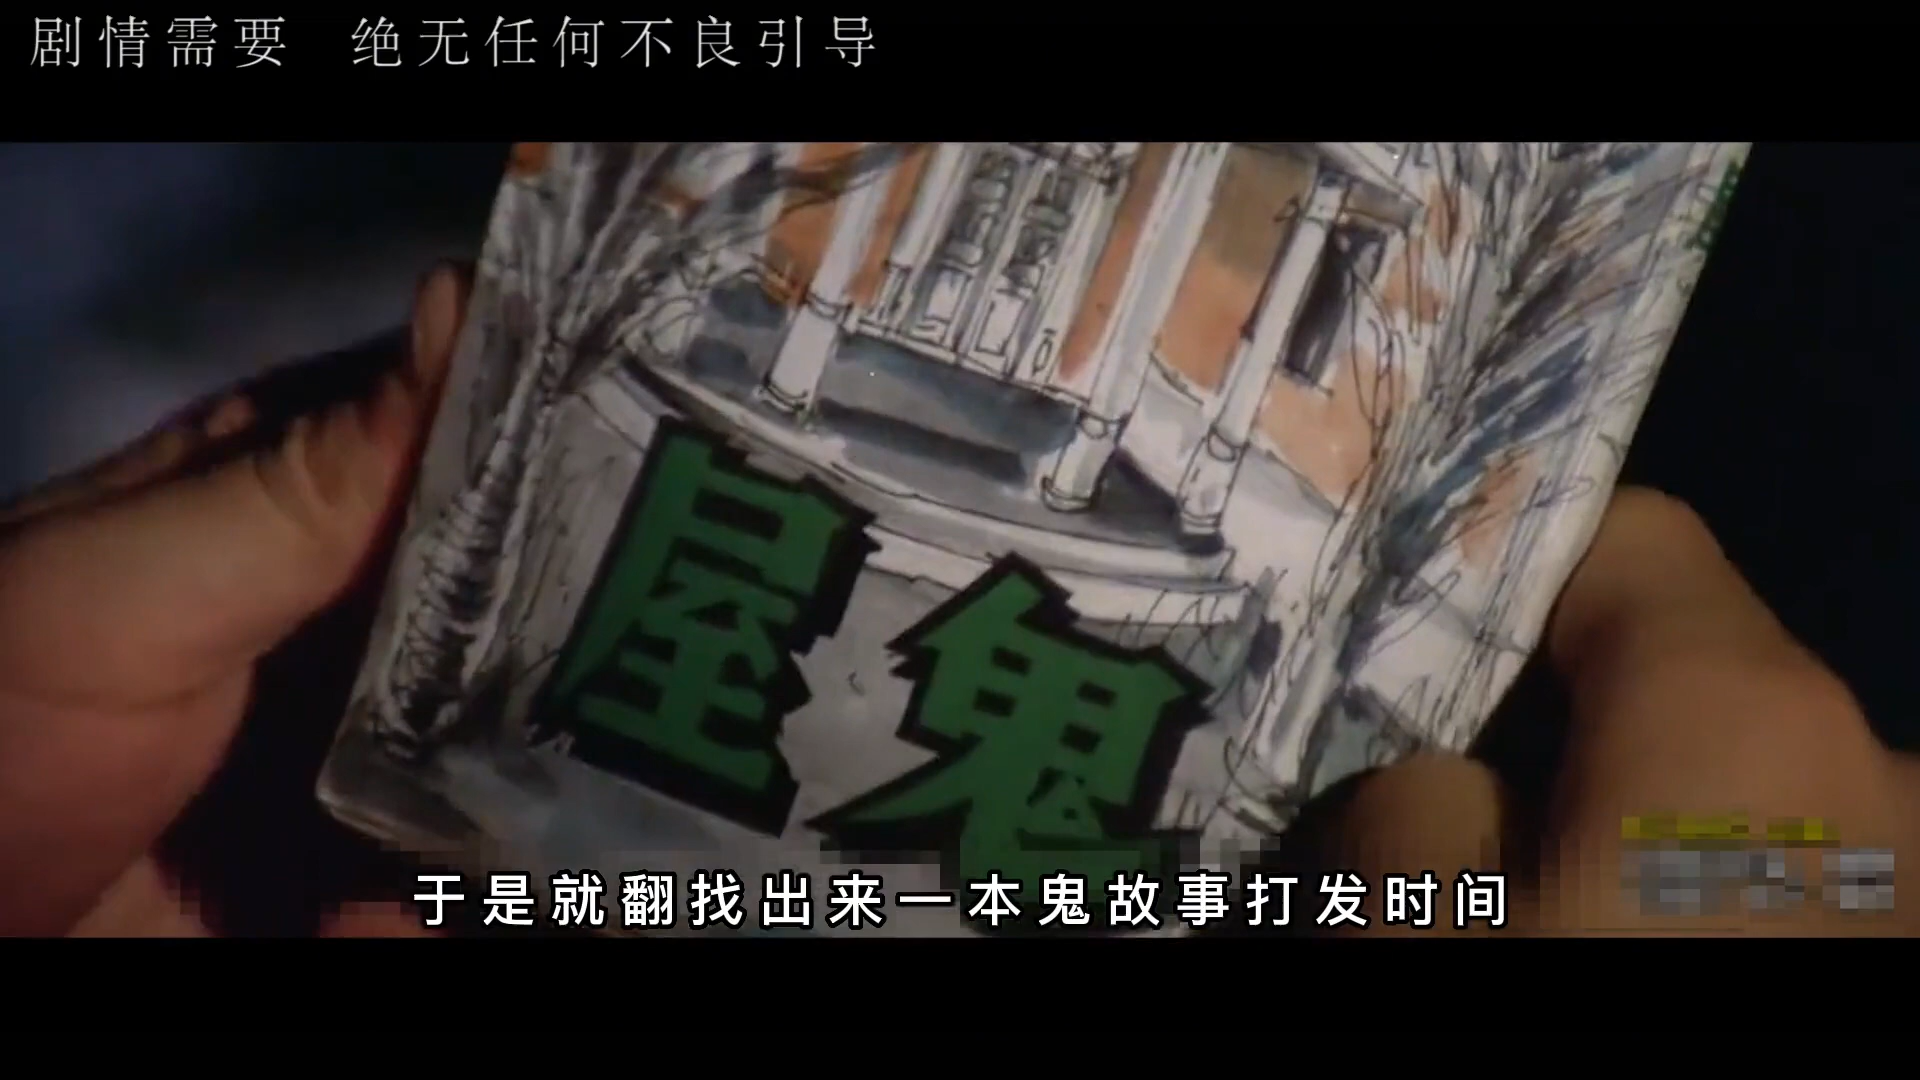 剧情需要 绝无任何不良引导
屋鬼
于是就翻找出来一本鬼故事打发时间